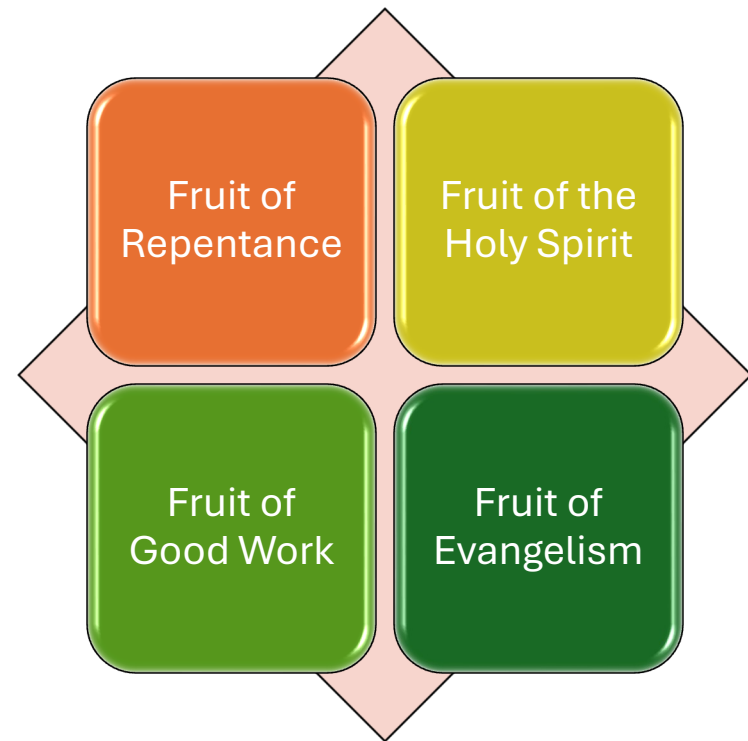 Fruit of
Repentance
Fruit of the
Holy Spirit
Fruit of
Good Work
Fruit of
Evangelism